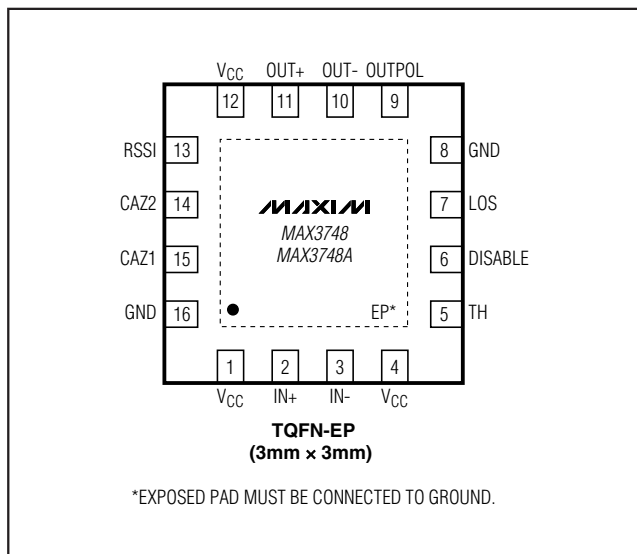 VCC OUT+ OUT- OUTPOL
12 11 10 9
RSSI 13 8 GND
CAZ2 14 7 LOS
MAXIM
MAX3748
MAX3748A
CAZ1 15 6 DISABLE
GND 16 EP* 5 TH
1 2 3 4
VCC IN+ IN- VCC
TQFN-EP
(3mm × 3mm)
*EXPOSED PAD MUST BE CONNECTED TO GROUND.